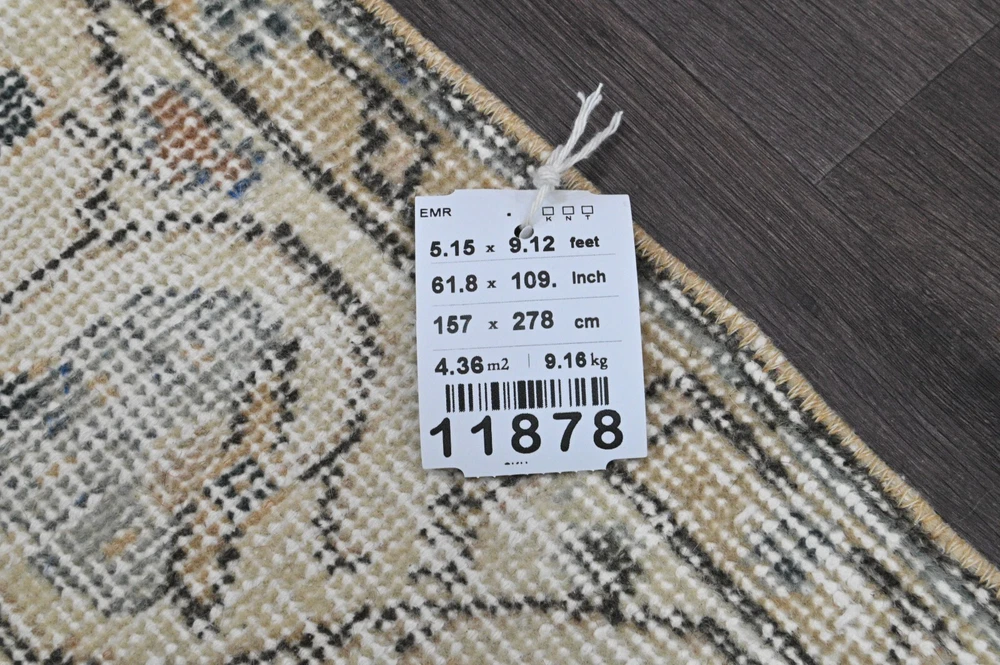 EMR
K N T
5.15 x 9.12 feet
61.8 x 109. Inch
157 x 278 cm
4.36 m2 | 9.16 kg
11878